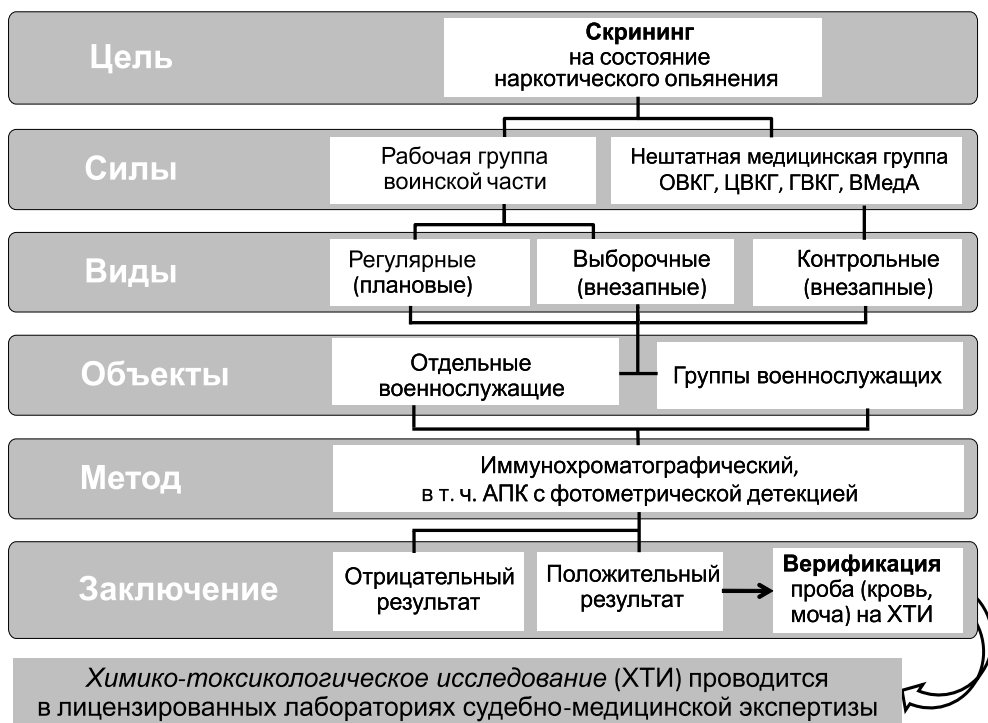 Цель
Скрининг
на состояние
наркотического опьянения
Силы
Рабочая группа
воинской части
Нештатная медицинская группа
ОВКГ, ЦВКГ, ГВКГ, ВМедА
Виды
Регулярные
(плановые)
Выборочные
(внезапные)
Контрольные
(внезапные)
Объекты
Отдельные
военнослужащие
Группы военнослужащих
Метод
Иммунохроматографический,
в т. ч. АПК с фотометрической детекцией
Заключение
Отрицательный
результат
Положительный
результат
Верификация
проба (кровь,
моча) на ХТИ
Химико-токсикологическое исследование (ХТИ) проводится
в лицензированных лабораториях судебно-медицинской экспертизы